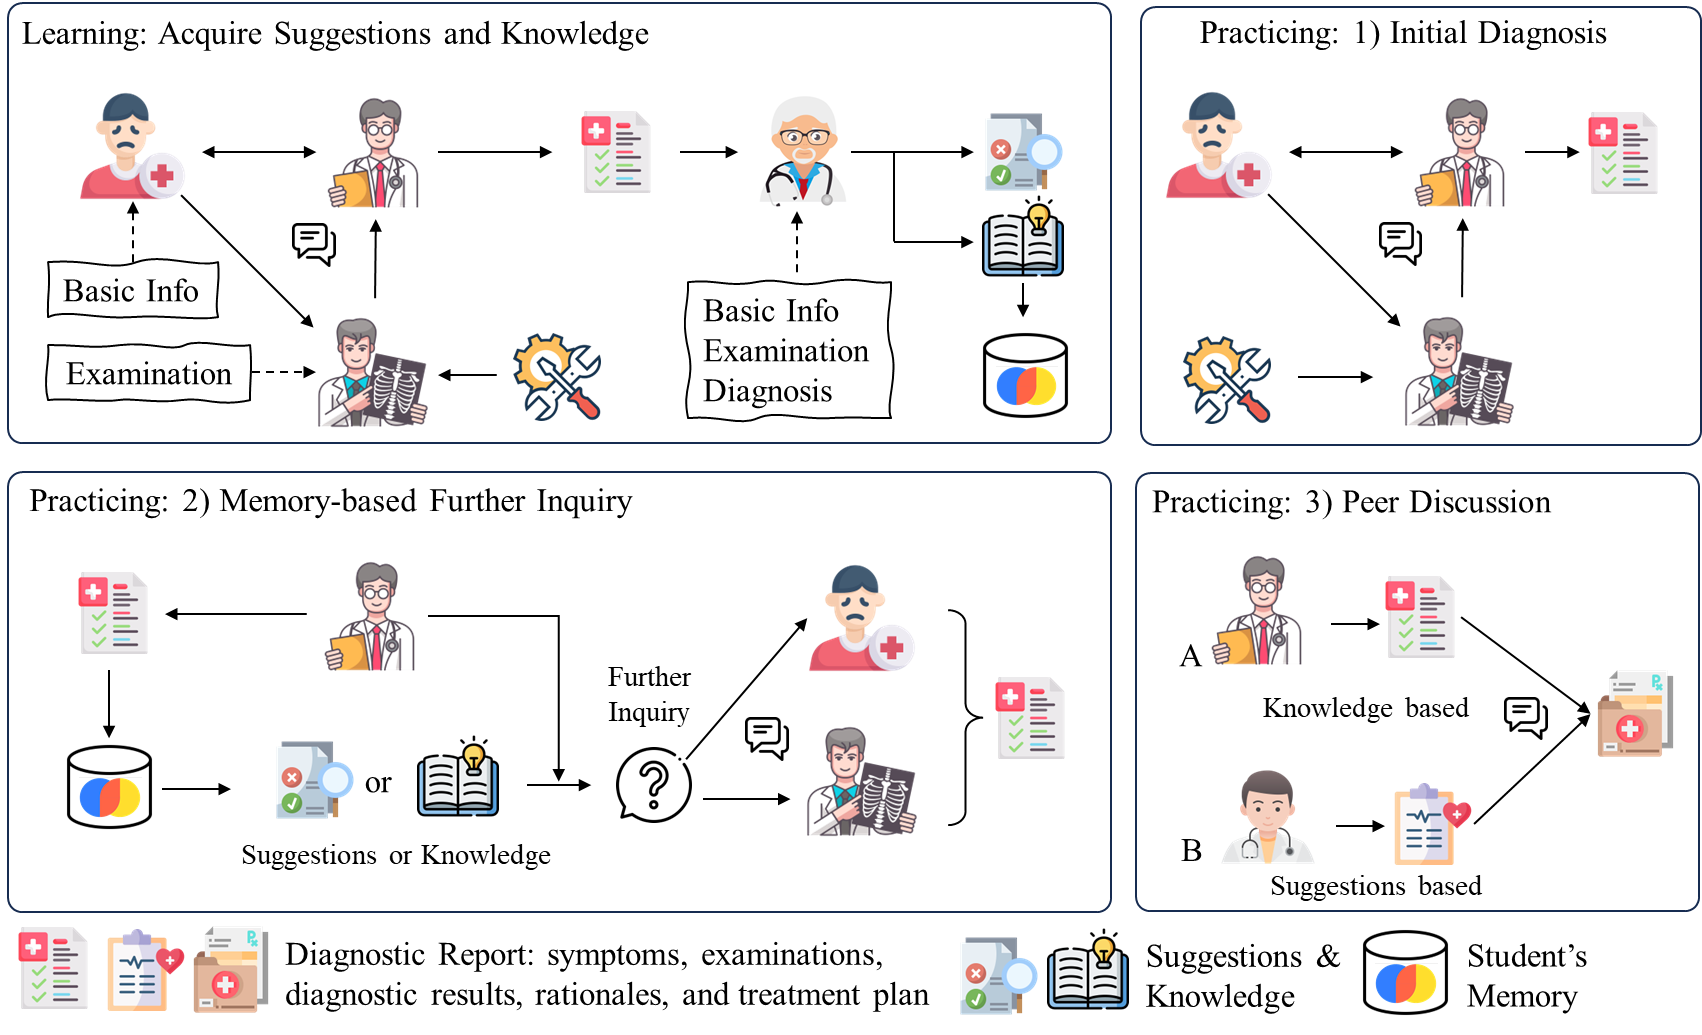 Learning: Acquire Suggestions and Knowledge
Basic Info
Examination
Basic Info
Examination
Diagnosis
Practicing: 1) Initial Diagnosis
Practicing: 2) Memory-based Further Inquiry
or
Suggestions or Knowledge
Further
Inquiry
Practicing: 3) Peer Discussion
A
Knowledge based
B
Suggestions based
Diagnostic Report: symptoms, examinations,
diagnostic results, rationales, and treatment plan
Suggestions &
Knowledge
Student’s
Memory